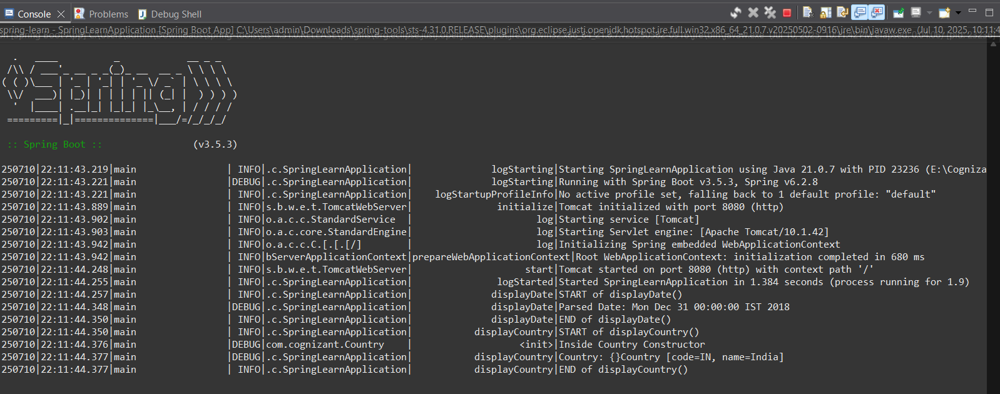 Console
Problems
Debug Shell
spring-learn - SpringLearnApplication [Spring Boot App] C:\Users\admin\Downloads\spring-tools\sts-4.31.0.RELEASE\plugins\org.eclipse.justj.openjdk.hotspot.jre.full.win32.x86_64_21.0.7.v20250502-0916\jre\bin\javaw.exe (Jul 10, 2025, 10:11:4
  .   ____          _            __ _ _
 /\\ / ___'_ __ _ _(_)_ __  __ _ \ \ \ \
( ( )\___ | '_ | '_| | '_ \/ _` | \ \ \ \
 \\/  ___)| |_)| | | | | || (_| |  ) ) ) )
  '  |____| .__|_| |_|_| |_\__, | / / / /
 =========|_|==============|___/=/_/_/_/
:: Spring Boot ::                (v3.5.3)
250710|22:11:43.219|main                | INFO|.c.SpringLearnApplication|              logStarting|Starting SpringLearnApplication using Java 21.0.7 with PID 23236 (E:\Cogniza
250710|22:11:43.221|main                |DEBUG|.c.SpringLearnApplication|              logStarting|Running with Spring Boot v3.5.3, Spring v6.2.8
250710|22:11:43.221|main                | INFO|.c.SpringLearnApplication|    logStartupProfileInfo|No active profile set, falling back to 1 default profile: "default"
250710|22:11:43.889|main                | INFO|s.b.w.e.t.TomcatWebServer|               initialize|Tomcat initialized with port 8080 (http)
250710|22:11:43.902|main                | INFO|o.a.c.c.StandardService  |                      log|Starting service [Tomcat]
250710|22:11:43.903|main                | INFO|o.a.c.core.StandardEngine|                      log|Starting Servlet engine: [Apache Tomcat/10.1.42]
250710|22:11:43.942|main                | INFO|o.a.c.c.C.[.[.[/]        |                      log|Initializing Spring embedded WebApplicationContext
250710|22:11:43.942|main                | INFO|bServerApplicationContext|prepareWebApplicationContext|Root WebApplicationContext: initialization completed in 680 ms
250710|22:11:44.248|main                | INFO|s.b.w.e.t.TomcatWebServer|                    start|Tomcat started on port 8080 (http) with context path '/'
250710|22:11:44.255|main                | INFO|.c.SpringLearnApplication|               logStarted|Started SpringLearnApplication in 1.384 seconds (process running for 1.9)
250710|22:11:44.257|main                | INFO|.c.SpringLearnApplication|              displayDate|START of displayDate()
250710|22:11:44.348|main                |DEBUG|.c.SpringLearnApplication|              displayDate|Parsed Date: Mon Dec 31 00:00:00 IST 2018
250710|22:11:44.350|main                | INFO|.c.SpringLearnApplication|              displayDate|END of displayDate()
250710|22:11:44.350|main                | INFO|.c.SpringLearnApplication|           displayCountry|START of displayCountry()
250710|22:11:44.376|main                |DEBUG|com.cognizant.Country    |                   <init>|Inside Country Constructor
250710|22:11:44.377|main                |DEBUG|.c.SpringLearnApplication|           displayCountry|Country: {}Country [code=IN, name=India]
250710|22:11:44.377|main                | INFO|.c.SpringLearnApplication|           displayCountry|END of displayCountry()